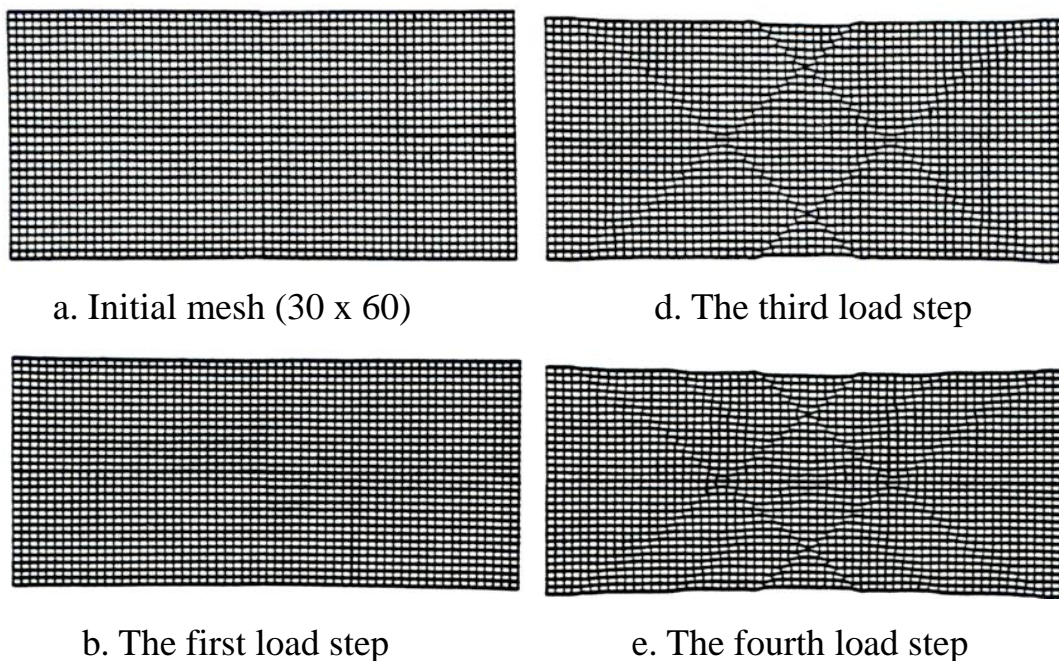 a. Initial mesh (30 x 60)
d. The third load step
b. The first load step
e. The fourth load step